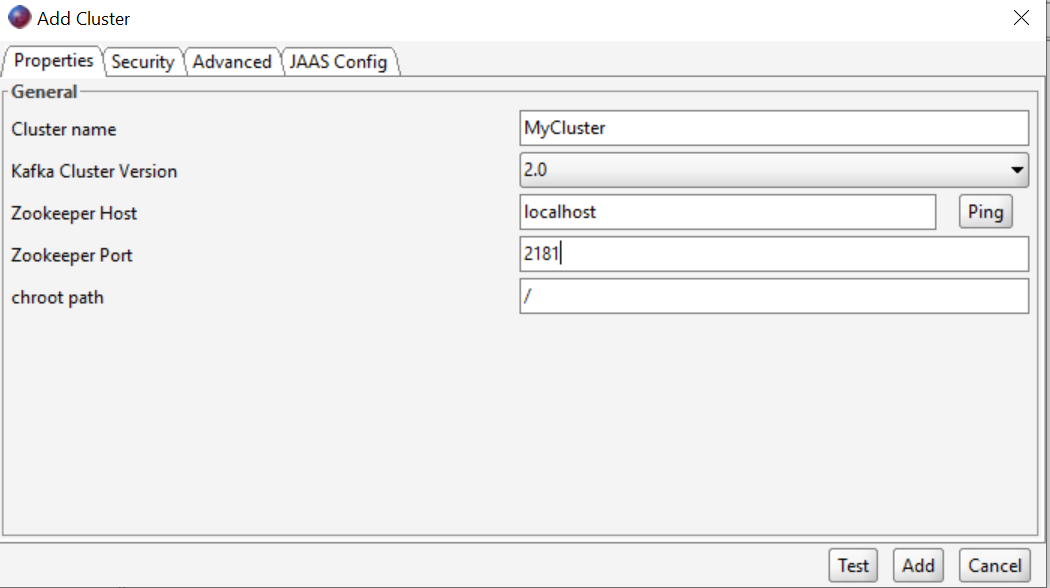 Add Cluster
Properties Security Advanced JAAS Config
General
Cluster name MyCluster
Kafka Cluster Version 2.0
Zookeeper Host localhost Ping
Zookeeper Port 2181
chroot path /
Test Add Cancel